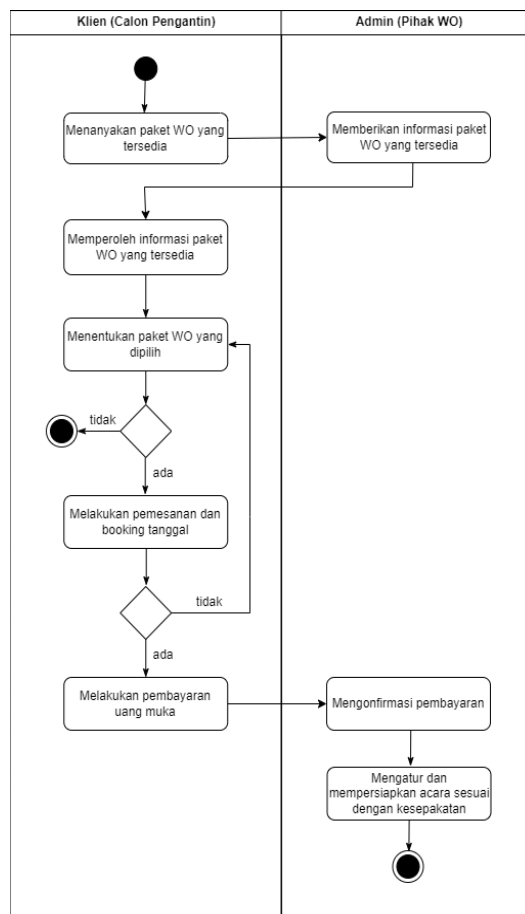 Klien (Calon Pengantin)
Admin (Pihak WO)
Menanyakan paket WO yang
tersedia
Memberikan informasi paket
WO yang tersedia
Memperoleh informasi paket
WO yang tersedia
Menentukan paket WO yang
dipilih
tidak
ada
Melakukan pemesanan dan
booking tanggal
tidak
ada
Melakukan pembayaran
uang muka
Mengonfirmasi pembayaran
Mengatur dan
mempersiapkan acara sesuai
dengan kesepakatan